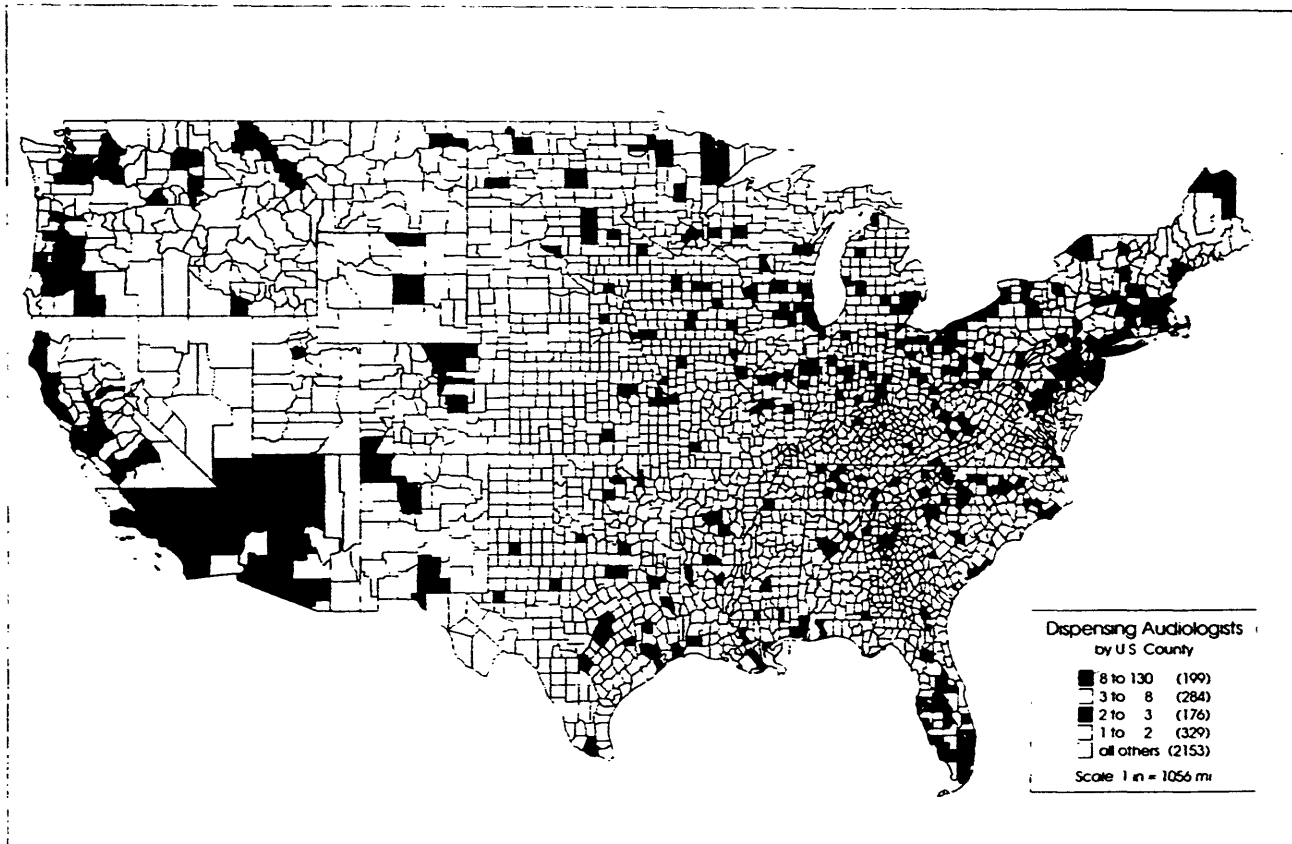 Dispensing Audiologists
by U S County
8 to 130 (199)
3 to 8 (284)
2 to 3 (176)
1 to 2 (329)
all others (2153)
Scale 1 in = 1056 mi